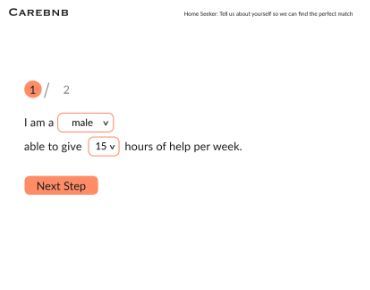 CAREBNB
Home Seeker: Tell us about yourself so we can find the perfect match
1 / 2
I am a male
able to give 15 hours of help per week.
Next Step